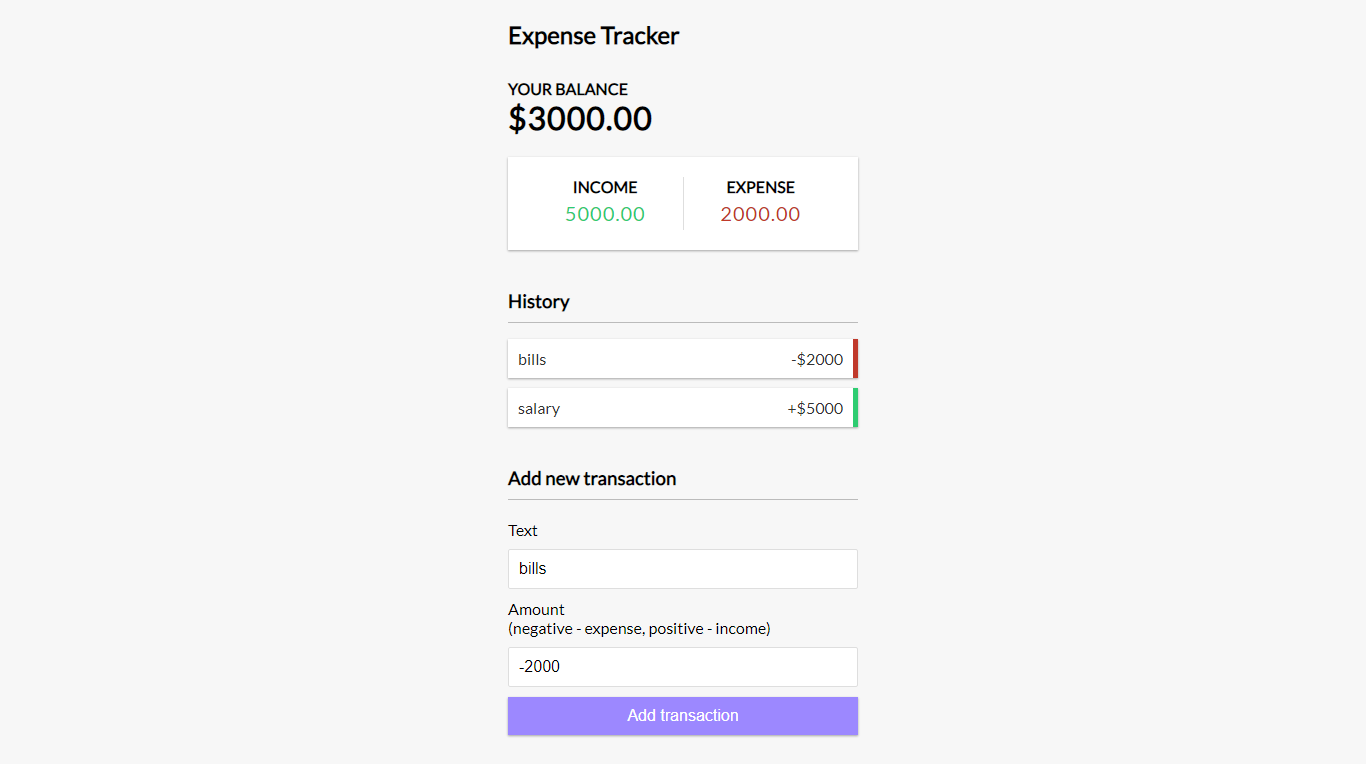 Expense Tracker
YOUR BALANCE
$3000.00
INCOME EXPENSE
5000.00 2000.00
History
bills -$2000
salary +$5000
Add new transaction
Text
bills
Amount
(negative - expense, positive - income)
-2000
Add transaction